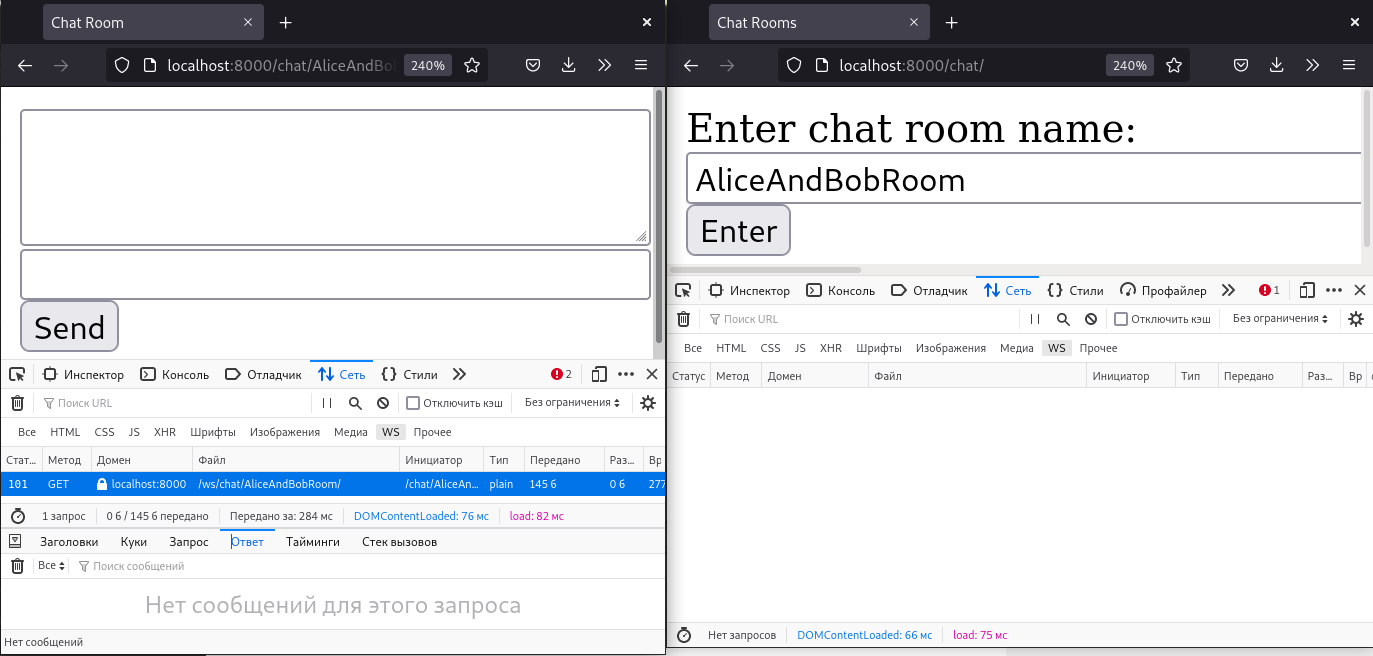 Chat Room
localhost:8000/chat/AliceAndBo
240%
Send
Инспектор Консоль Отладчик Сеть Стили 2
Поиск URL Отключить кэш Без ограничения
Все HTML CSS JS XHR Шрифты Изображения Медиа WS Прочее
Стат... Метод Домен Файл Инициатор Тип Передано Раз... Вр
101 GET localhost:8000 /ws/chat/AliceAndBobRoom/ /chat/AliceAn... plain 145 б 0 б 277
1 запрос 0 б / 145 б передано Передано за: 284 мс DOMContentLoaded: 76 мс load: 82 мс
Заголовки Куки Запрос Ответ Тайминги Стек вызовов
Все Поиск сообщений
Нет сообщений для этого запроса
Нет сообщений
Chat Rooms
localhost:8000/chat/ 240%
Enter chat room name:
AliceAndBobRoom
Enter
Инспектор Консоль Отладчик Сеть Стили Профайлер 1
Поиск URL Отключить кэш Без ограничения
Все HTML CSS JS XHR Шрифты Изображения Медиа WS Прочее
Статус Метод Домен Файл Инициатор Тип Передано Раз... Вр
Нет запросов DOMContentLoaded: 66 мс load: 75 мс